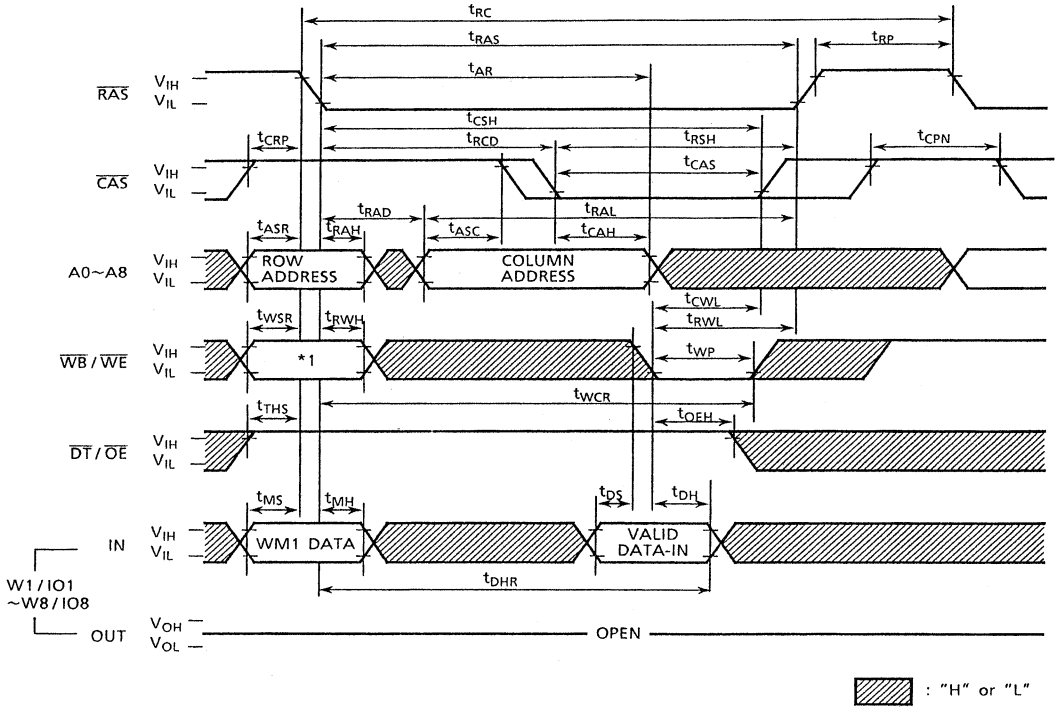 tRC
tRAS
tRP
tAR
RAS
VIH
VIL
tCSH
tCRP
tRCD
tRSH
tCPN
tCAS
CAS
VIH
VIL
tRAD
tRAL
tASR
tRAH
tASC
tCAH
A0~A8
VIH
VIL
ROW
ADDRESS
COLUMN
ADDRESS
tCWL
tRWL
tWSR
tRWH
tWP
WB/WE
VIH
VIL
*1
tWCR
tTHS
tOEH
DT/OE
VIH
VIL
tMS
tMH
tDS
tDH
IN
VIH
VIL
WM1 DATA
VALID
DATA-IN
tDHR
W1/IO1
~W8/IO8
OUT
VOH
VOL
OPEN
: "H" or "L"